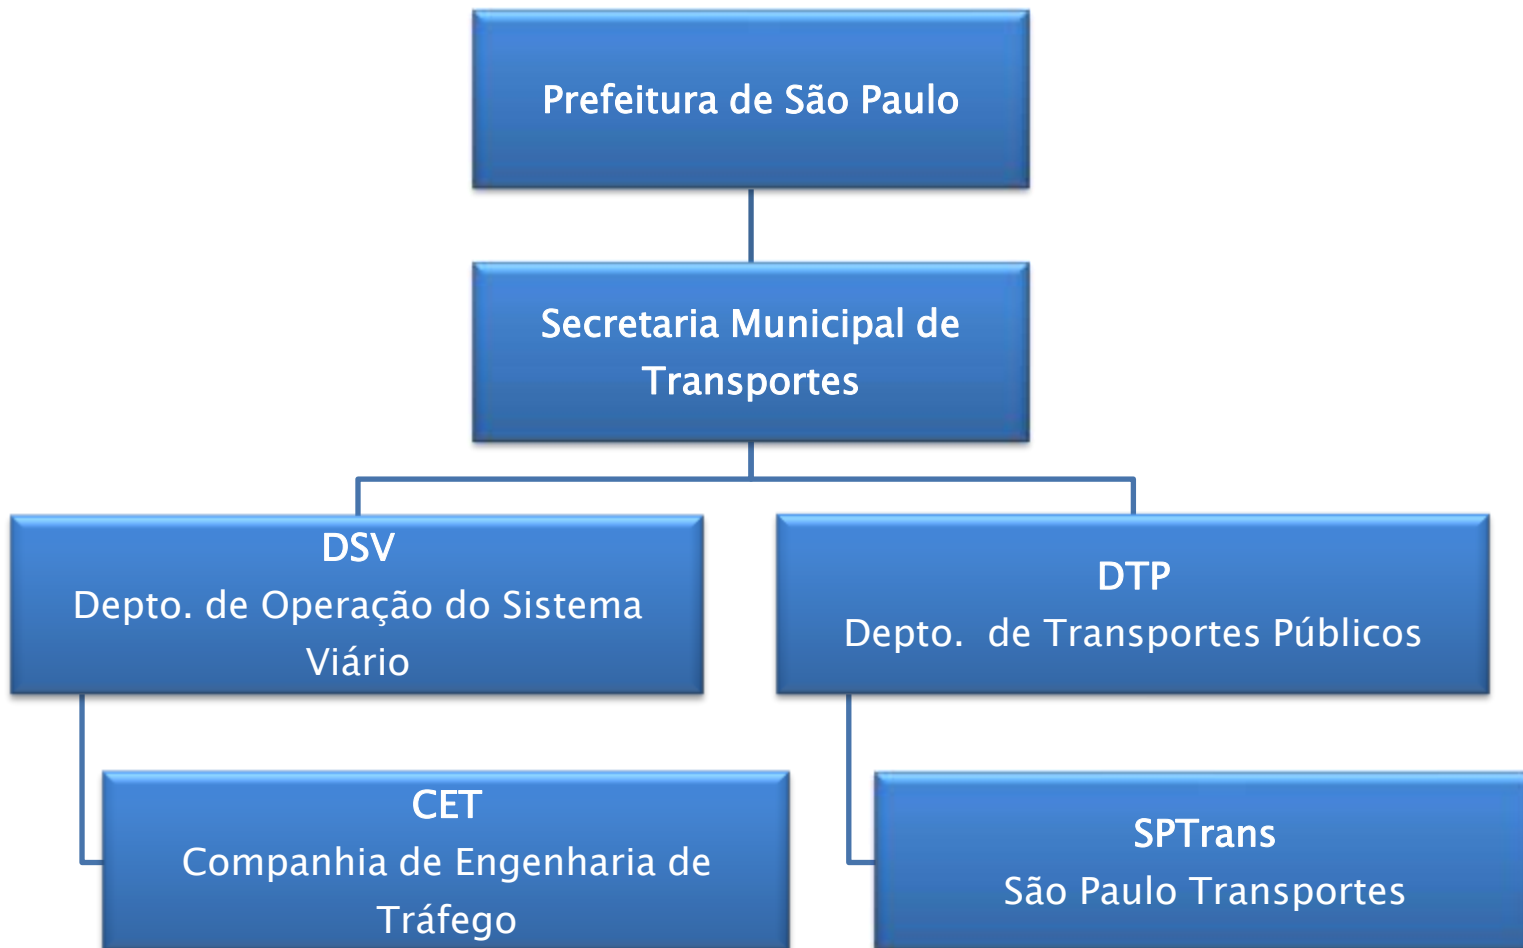 Prefeitura de São Paulo
Secretaria Municipal de
Transportes
DSV
Depto. de Operação do Sistema
Viário
DTP
Depto.  de Transportes Públicos
CET
Companhia de Engenharia de
Tráfego
SPTrans
São Paulo Transportes